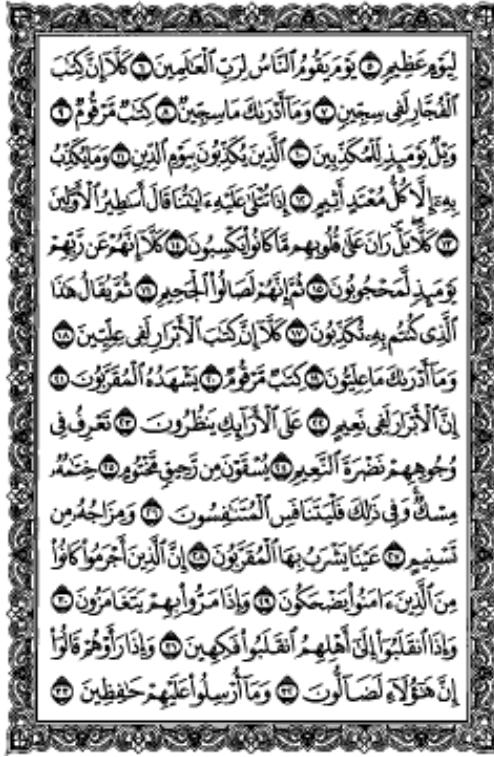 لِيَوْمٍ عَظِيمٍ ٥ يَوْمَ يَقُومُ ٱلنَّاسُ لِرَبِّ ٱلْعَٰلَمِينَ ٦ كَلَّآ إِنَّ كِتَٰبَ
ٱلْفُجَّارِ لَفِى سِجِّينٍ ٧ وَمَآ أَدْرَىٰكَ مَا سِجِّينٌ ٨ كِتَٰبٌ مَّرْقُومٌ ٩
وَيْلٌ يَوْمَئِذٍ لِّلْمُكَذِّبِينَ ١٠ ٱلَّذِينَ يُكَذِّبُونَ بِيَوْمِ ٱلدِّينِ ١١ وَمَا يُكَذِّبُ
بِهِۦٓ إِلَّا كُلُّ مُعْتَدٍ أَثِيمٍ ١٢ إِذَا تُتْلَىٰ عَلَيْهِ ءَايَٰتُنَا قَالَ أَسَٰطِيرُ ٱلْأَوَّلِينَ
١٣ كَلَّا ۖ بَلْ ۜ رَانَ عَلَىٰ قُلُوبِهِم مَّا كَانُوا۟ يَكْسِبُونَ ١٤ كَلَّآ إِنَّهُمْ عَن رَّبِّهِمْ
يَوْمَئِذٍ لَّمَحْجُوبُونَ ١٥ ثُمَّ إِنَّهُمْ لَصَالُوا۟ ٱلْجَحِيمِ ١٦ ثُمَّ يُقَالُ هَٰذَا
ٱلَّذِى كُنتُم بِهِۦ تُكَذِّبُونَ ١٧ كَلَّآ إِنَّ كِتَٰبَ ٱلْأَبْرَارِ لَفِى عِلِّيِّينَ ١٨
وَمَآ أَدْرَىٰكَ مَا عِلِّيُّونَ ١٩ كِتَٰبٌ مَّرْقُومٌ ٢٠ يَشْهَدُهُ ٱلْمُقَرَّبُونَ ٢١
إِنَّ ٱلْأَبْرَارَ لَفِى نَعِيمٍ ٢٢ عَلَى ٱلْأَرَآئِكِ يَنظُرُونَ ٢٣ تَعْرِفُ فِى
وُجُوهِهِمْ نَضْرَةَ ٱلنَّعِيمِ ٢٤ يُسْقَوْنَ مِن رَّحِيقٍ مَّخْتُومٍ ٢٥ خِتَٰمُهُۥ
مِسْكٌ ۚ وَفِى ذَٰلِكَ فَلْيَتَنَافَسِ ٱلْمُتَنَٰفِسُونَ ٢٦ وَمِزَاجُهُۥ مِن
تَسْنِيمٍ ٢٧ عَيْنًا يَشْرَبُ بِهَا ٱلْمُقَرَّبُونَ ٢٨ إِنَّ ٱلَّذِينَ أَجْرَمُوا۟ كَانُوا۟
مِنَ ٱلَّذِينَ ءَامَنُوا۟ يَضْحَكُونَ ٢٩ وَإِذَا مَرُّوا۟ بِهِمْ يَتَغَامَزُونَ ٣٠
وَإِذَا ٱنقَلَبُوٓا۟ إِلَىٰٓ أَهْلِهِمُ ٱنقَلَبُوا۟ فَكِهِينَ ٣١ وَإِذَا رَأَوْهُمْ قَالُوٓا۟
إِنَّ هَٰٓؤُلَآءِ لَضَآلُّونَ ٣٢ وَمَآ أُرْسِلُوا۟ عَلَيْهِمْ حَٰفِظِينَ ٣٣